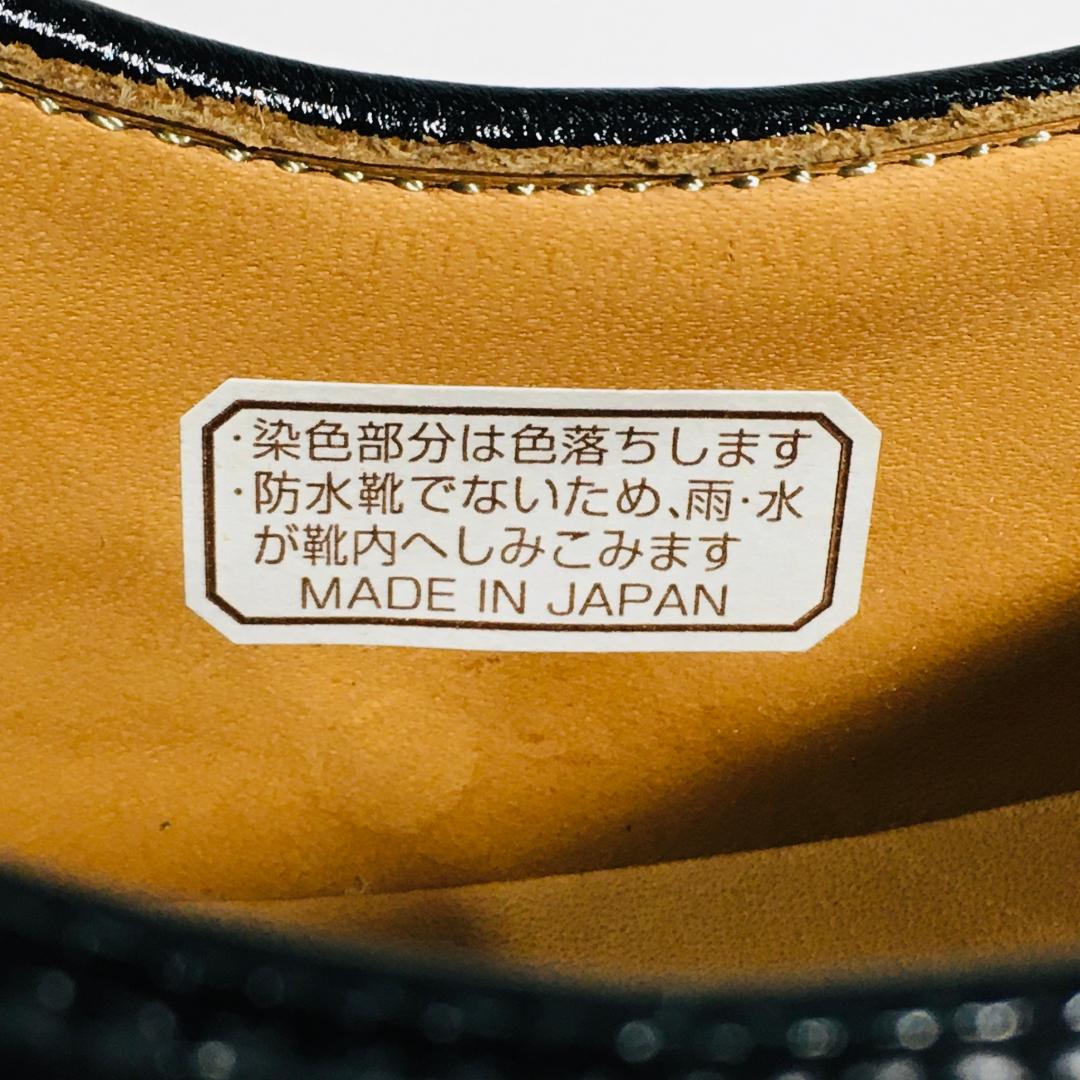 ・染色部分は色落ちします
・防水靴でないため、雨・水
が靴内へしみこみます
MADE IN JAPAN